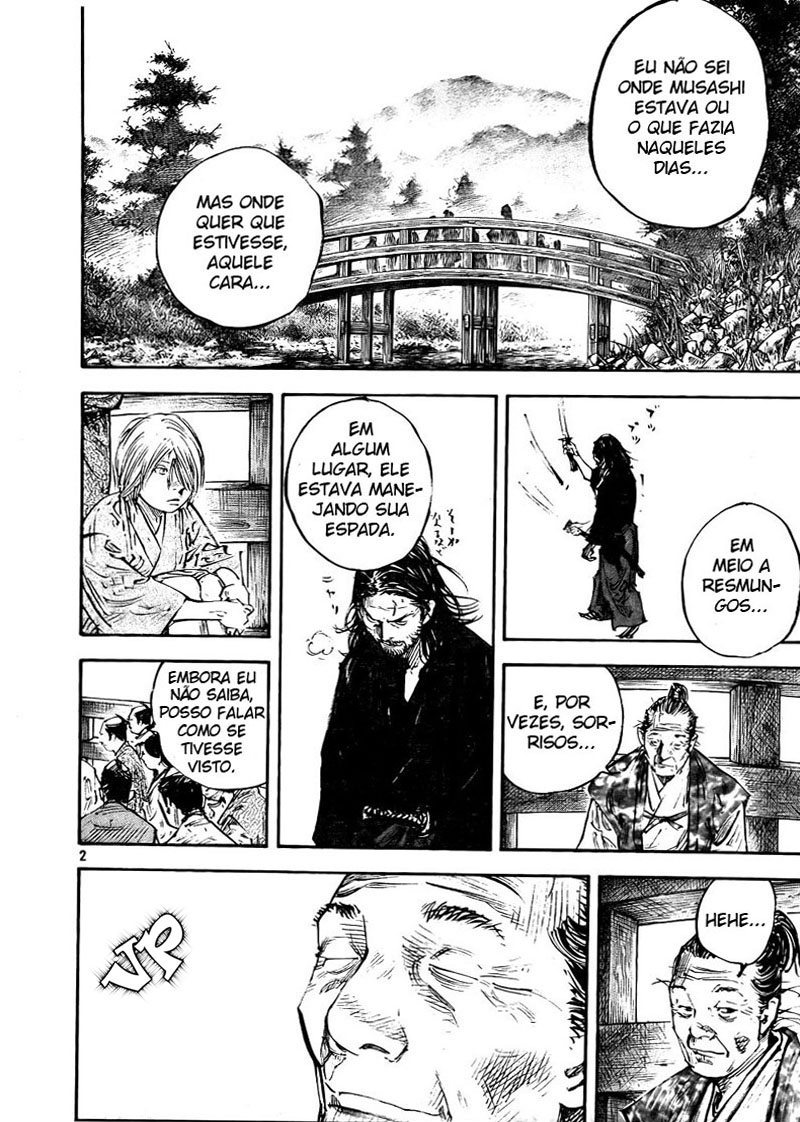 EU NÃO SEI
ONDE MUSASHI
ESTAVA OU
O QUE FAZIA
NAQUELES
DIAS...
MAS ONDE
QUER QUE
ESTIVESSE,
AQUELE
CARA...
EM MEIO A
RESMUN-
GOS...
EM
ALGUM
LUGAR, ELE
ESTAVA MANE-
JANDO SUA
ESPADA.
E, POR
VEZES, SOR-
RISOS...
EMBORA EU
NÃO SAIBA,
POSSO FALAR
COMO SE
TIVESSE
VISTO.
2
HEHE...
VP